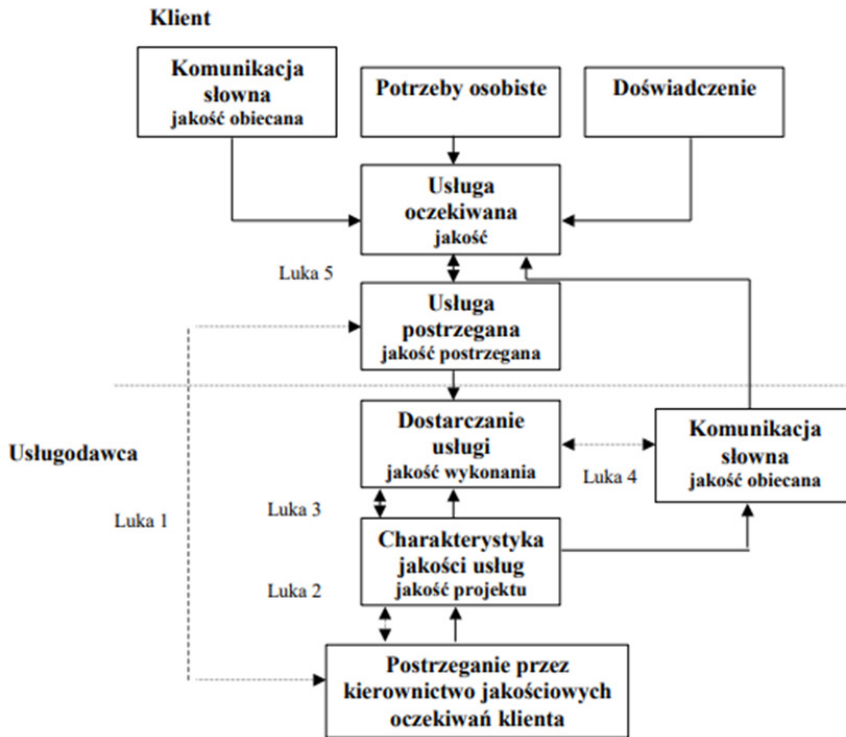 Klient
Komunikacja
słowna
jakość obiecana
Potrzeby osobiste
Doświadczenie
Usługa
oczekiwana
jakość
Luka 5
Usługa
postrzegana
jakość postrzegana
Usługodawca
Dostarczanie
usługi
jakość wykonania
Luka 4
Komunikacja
słowna
jakość obiecana
Luka 1
Luka 3
Charakterystyka
jakości usług
jakość projektu
Luka 2
Postrzeganie przez
kierownictwo jakościowych
oczekiwań klienta